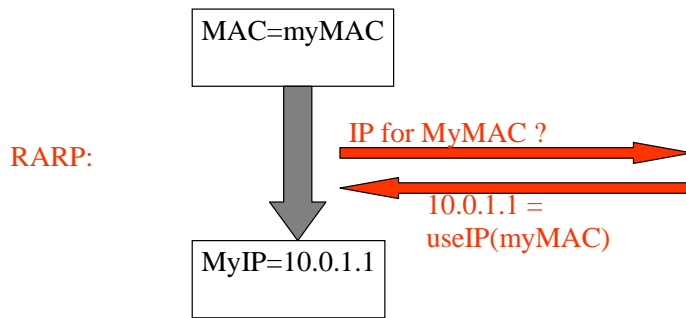 MAC=myMAC
IP for MyMAC ?
RARP:
10.0.1.1 =
useIP(myMAC)
MyIP=10.0.1.1